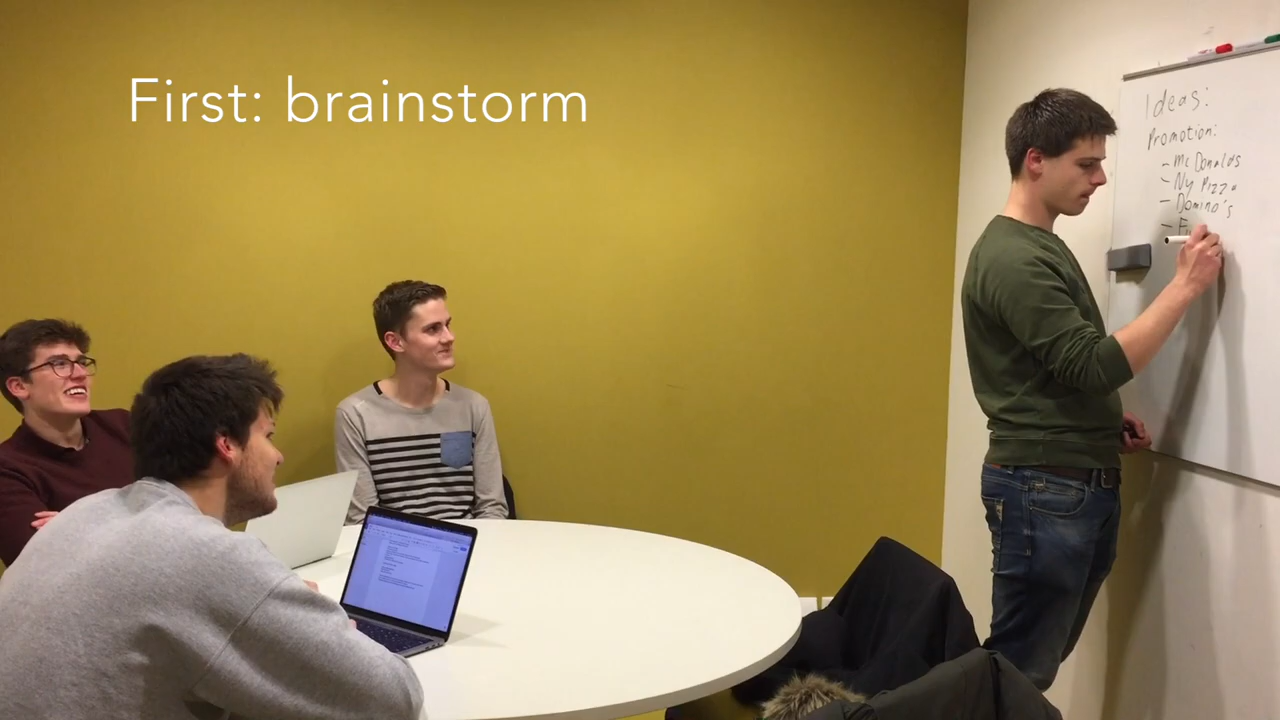 First: brainstorm
Ideas:
Promotion:
- McDonalds
- Ny Pizza
- Domino's